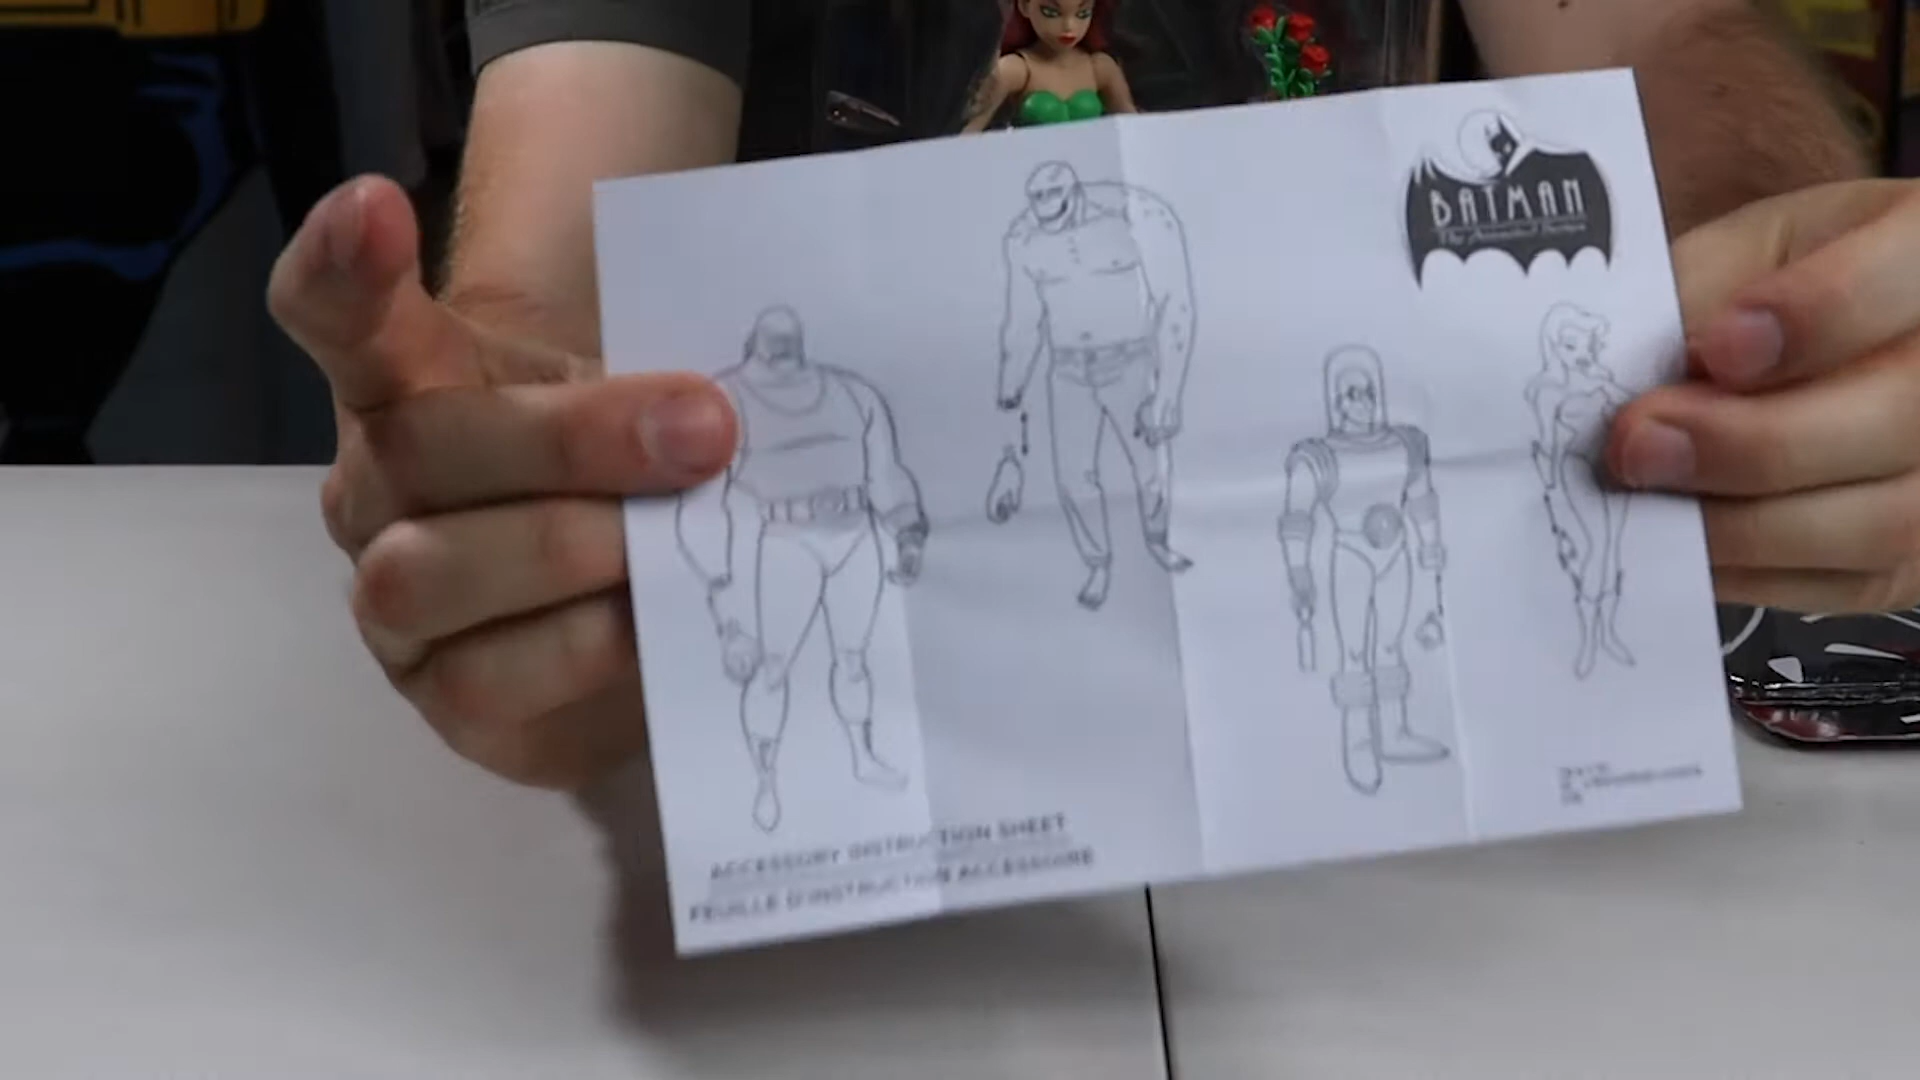 BATMAN
The Animated Series
ACCESSORY INSTRUCTION SHEET
FEUILLE D'INSTRUCTION ACCESSOIRE